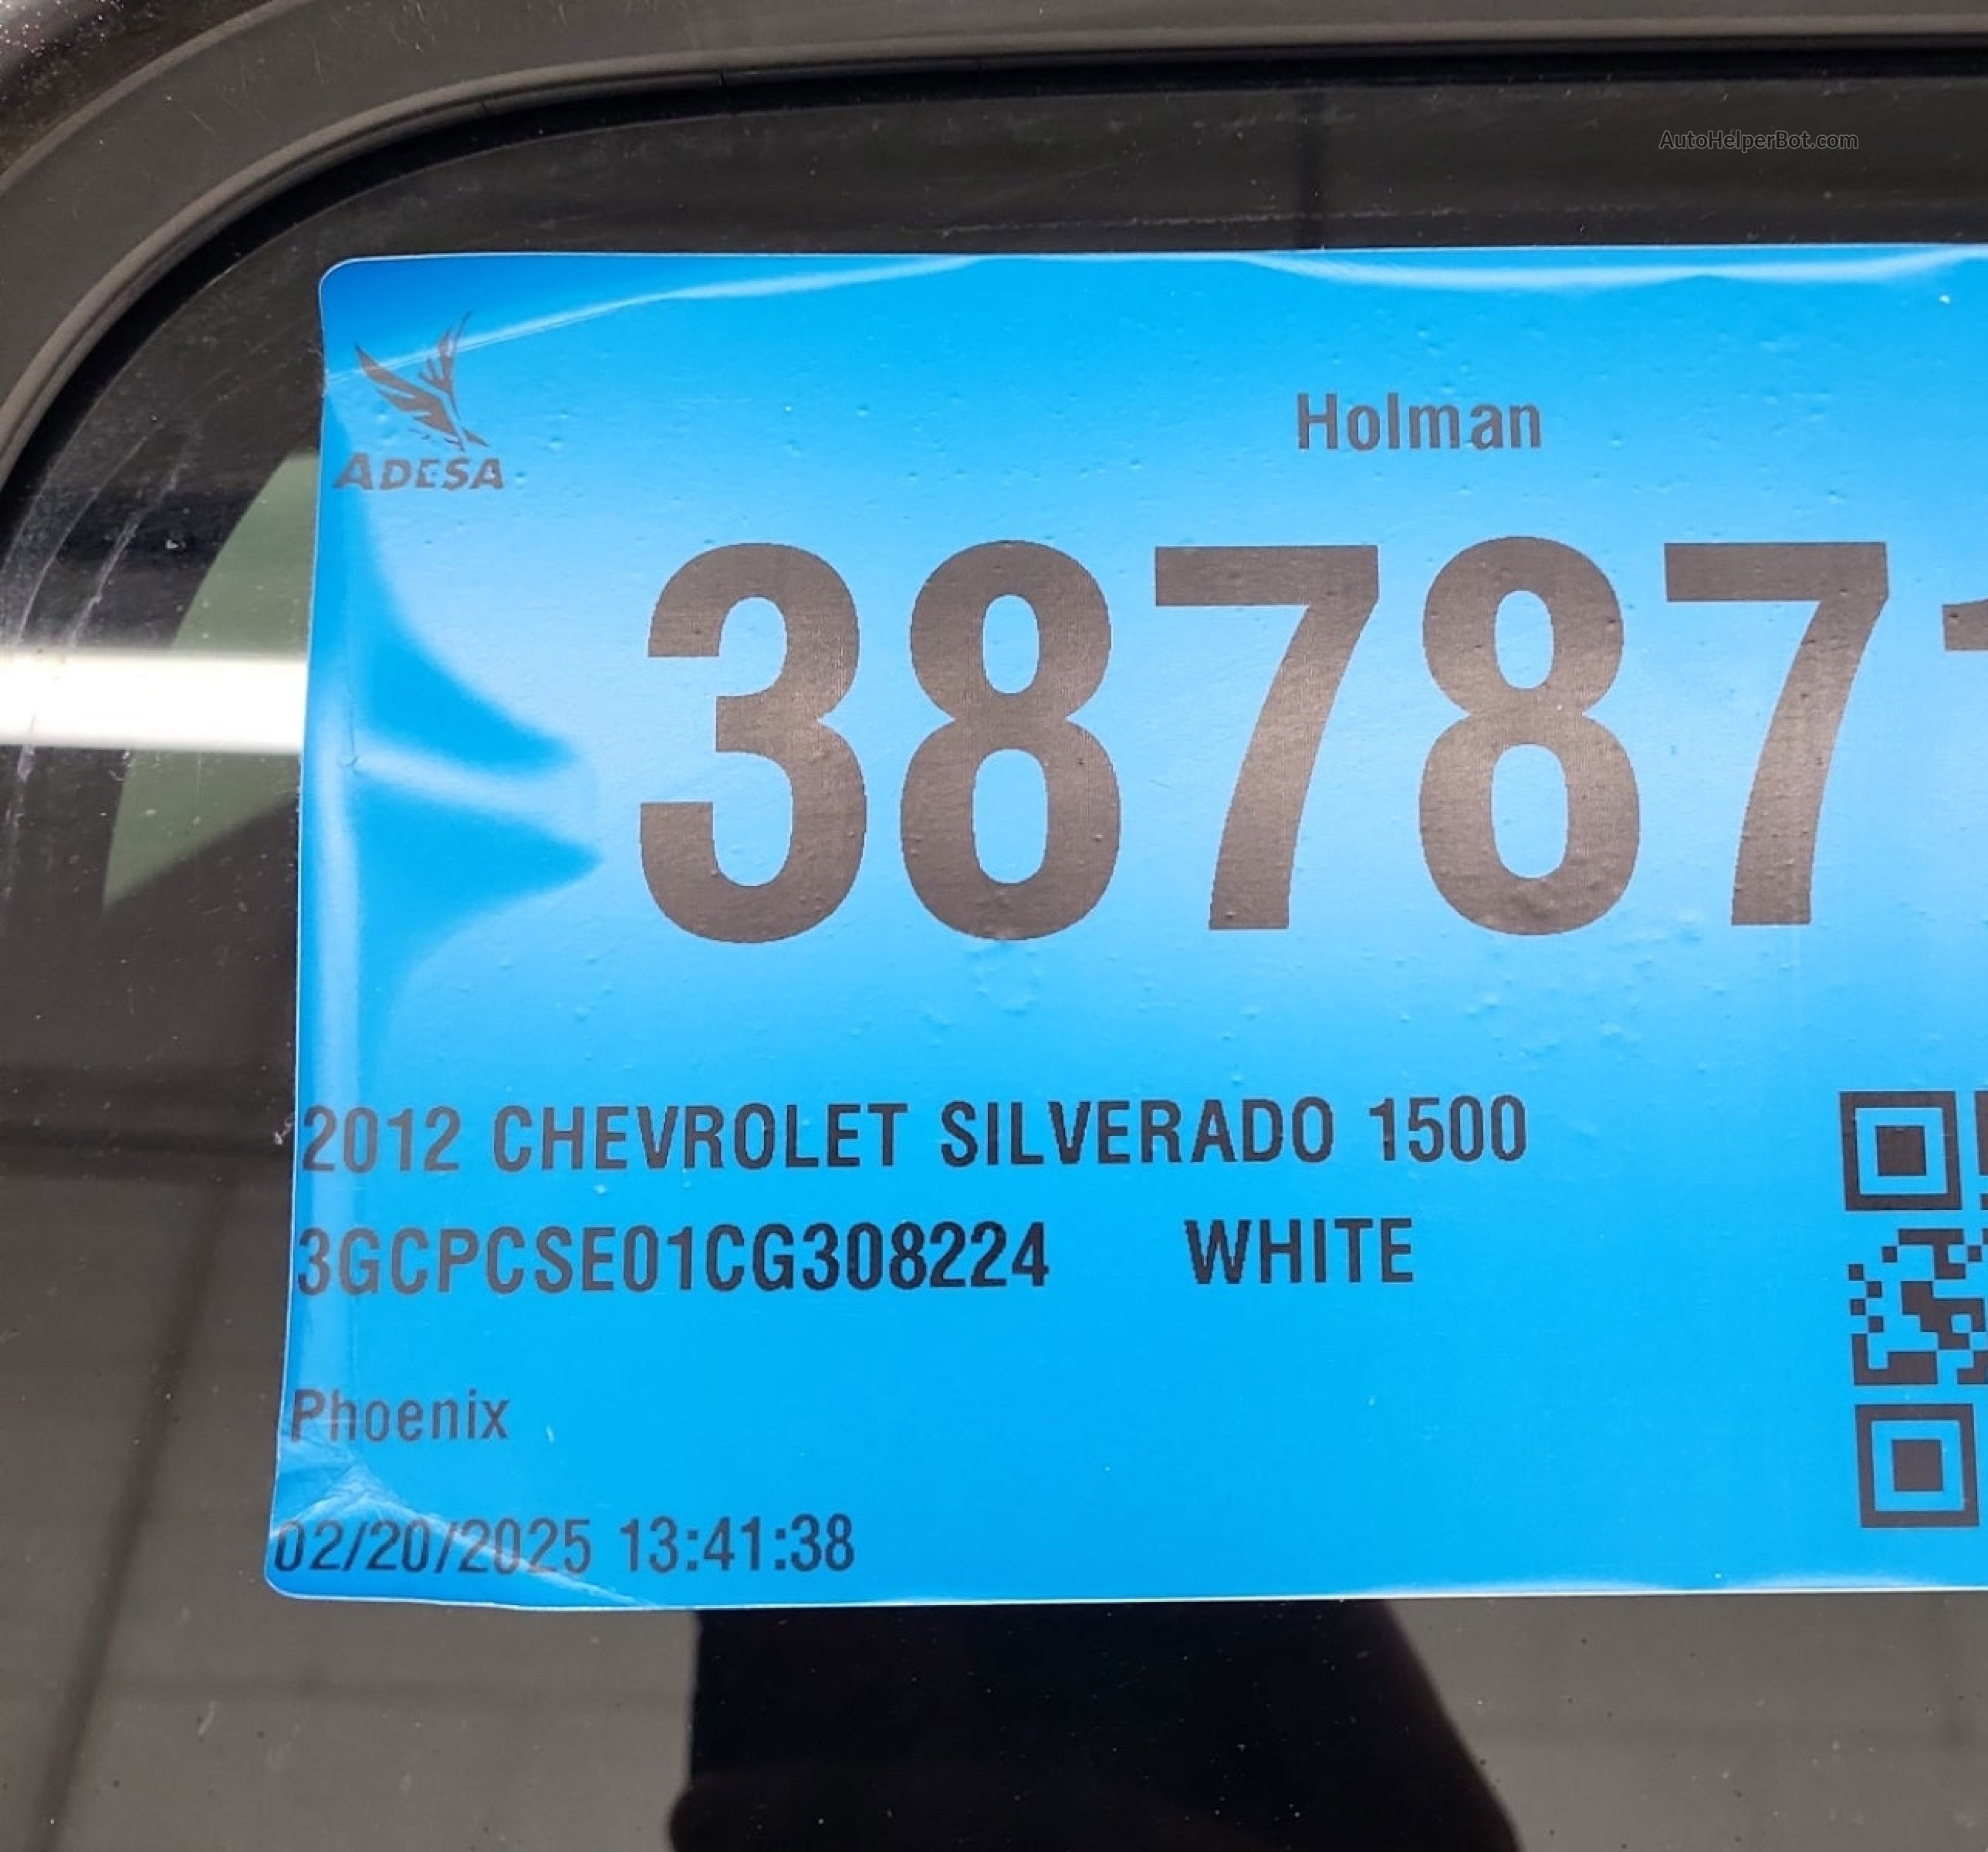 AutoHelperBot.com
ADESA
Holman
38787
2012 CHEVROLET SILVERADO 1500
3GCPCSE01CG308224 WHITE
Phoenix
02/20/2025 13:41:38